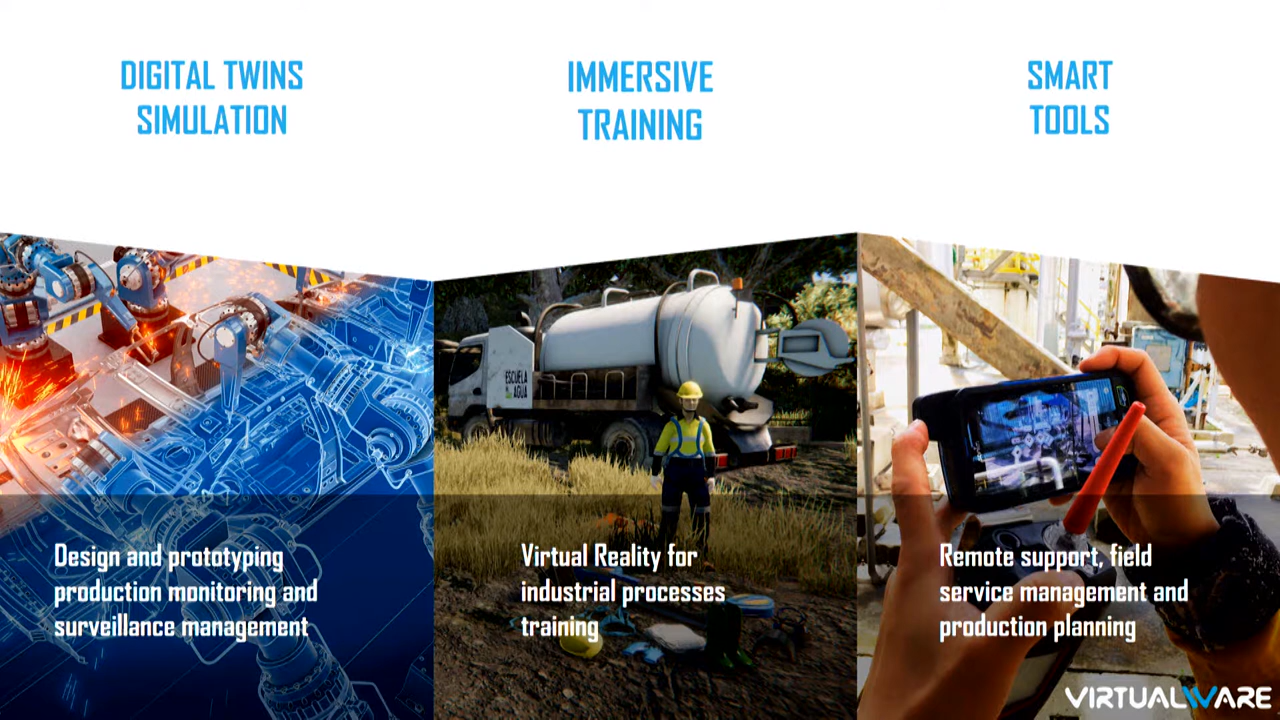 DIGITAL TWINS
SIMULATION
IMMERSIVE
TRAINING
SMART
TOOLS
ESCUELA
AGUA
Design and prototyping
production monitoring and
surveillance management
Virtual Reality for
industrial processes
training
Remote support, field
service management and
production planning
VIRTUALWARE